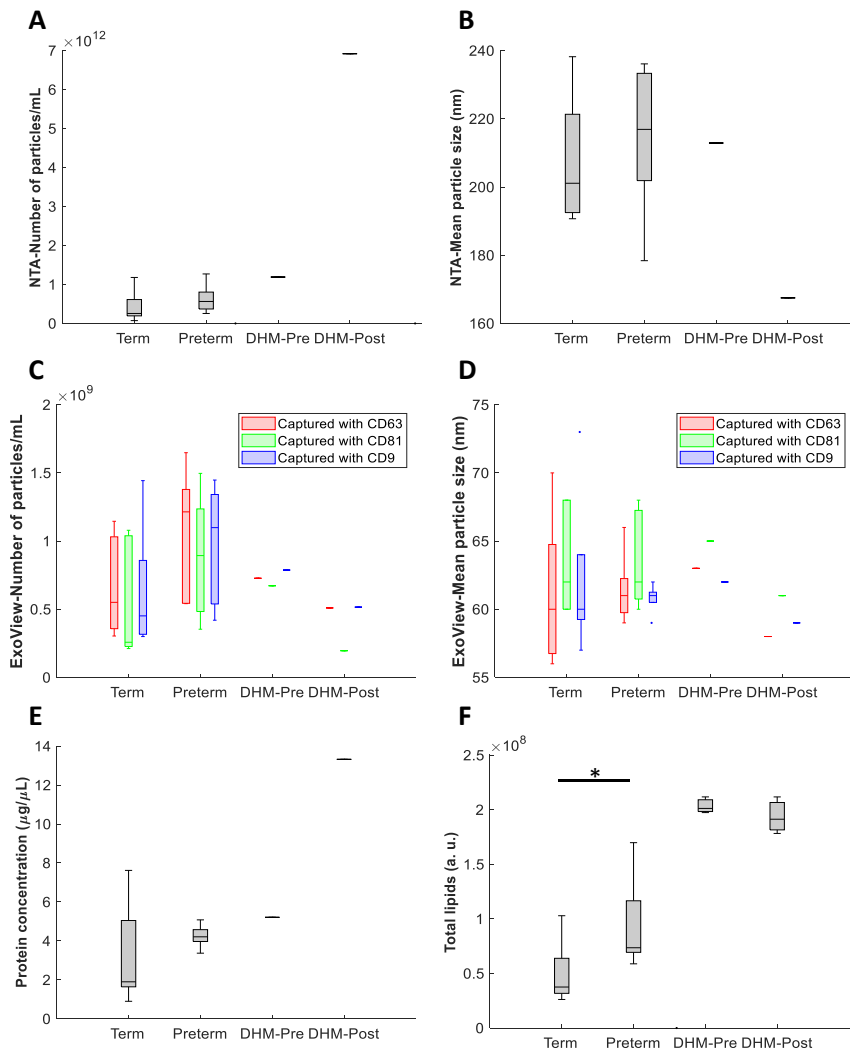 A
×10^12
NTA-Number of particles/mL
7
6
5
4
3
2
1
0
Term Preterm DHM-Pre DHM-Post
B
NTA-Mean particle size (nm)
240
220
200
180
160
Term Preterm DHM-Pre DHM-Post
C
×10^9
ExoView-Number of particles/mL
2
1.5
1
0.5
0
Captured with CD63
Captured with CD81
Captured with CD9
Term Preterm DHM-Pre DHM-Post
D
ExoView-Mean particle size (nm)
75
70
65
60
55
Captured with CD63
Captured with CD81
Captured with CD9
Term Preterm DHM-Pre DHM-Post
E
Protein concentration (μg/μL)
14
12
10
8
6
4
2
0
Term Preterm DHM-Pre DHM-Post
F
×10^8
Total lipids (a. u.)
2.5
2
1.5
1
0.5
0
*
Term Preterm DHM-Pre DHM-Post